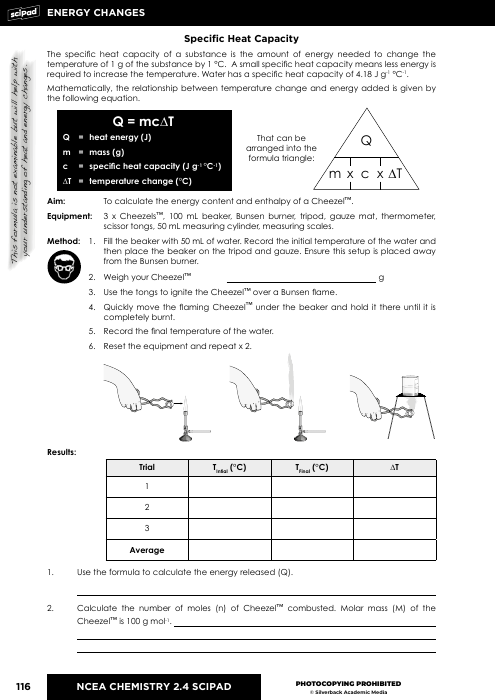 scipad ENERGY CHANGES
Specific Heat Capacity
This formula is not examinable but will help with
your understanding of heat and energy changes.
The specific heat capacity of a substance is the amount of energy needed to change the
temperature of 1 g of the substance by 1 °C. A small specific heat capacity means less energy is
required to increase the temperature. Water has a specific heat capacity of 4.18 J g⁻¹ °C⁻¹.
Mathematically, the relationship between temperature change and energy added is given by
the following equation.
Q = mcΔT
Q = heat energy (J)
m = mass (g)
c = specific heat capacity (J g⁻¹ °C⁻¹)
ΔT = temperature change (°C)
That can be
arranged into the
formula triangle:
Q
m x c x ΔT
Aim: To calculate the energy content and enthalpy of a Cheezel™.
Equipment: 3 x Cheezels™, 100 mL beaker, Bunsen burner, tripod, gauze mat, thermometer,
scissor tongs, 50 mL measuring cylinder, measuring scales.
Method: 1. Fill the beaker with 50 mL of water. Record the initial temperature of the water and
then place the beaker on the tripod and gauze. Ensure this setup is placed away
from the Bunsen burner.
2. Weigh your Cheezel™ g
3. Use the tongs to ignite the Cheezel™ over a Bunsen flame.
4. Quickly move the flaming Cheezel™ under the beaker and hold it there until it is
completely burnt.
5. Record the final temperature of the water.
6. Reset the equipment and repeat x 2.
Results:
Trial T Initial (°C) T Final (°C) ΔT
1
2
3
Average
1. Use the formula to calculate the energy released (Q).
2. Calculate the number of moles (n) of Cheezel™ combusted. Molar mass (M) of the
Cheezel™ is 100 g mol⁻¹.
116 NCEA CHEMISTRY 2.4 SCIPAD
PHOTOCOPYING PROHIBITED
© Silverback Academic Media